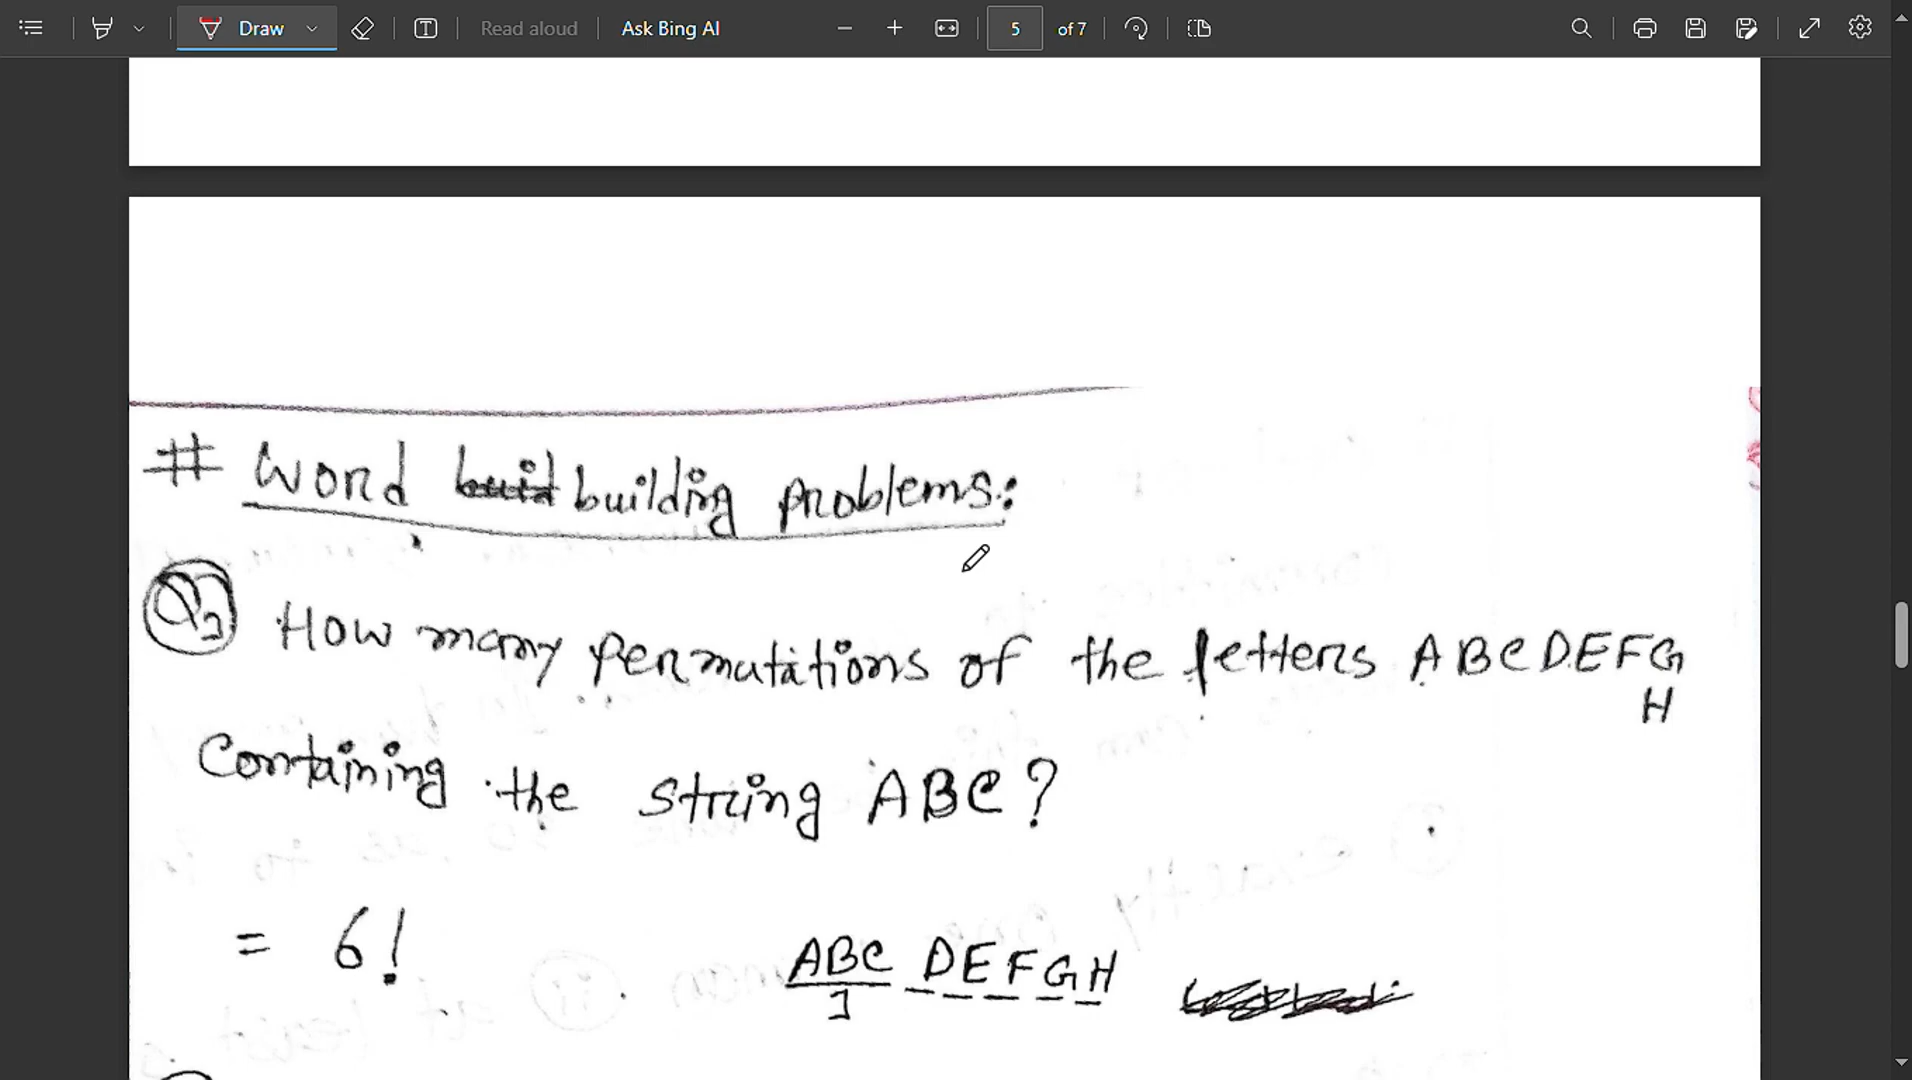 Draw Read aloud Ask Bing AI 5 of 7
# Word building problems:
Q1 How many permutations of the letters ABCDEFG
H
Containing the string ABC?
= 6! ABC DEFGH
1